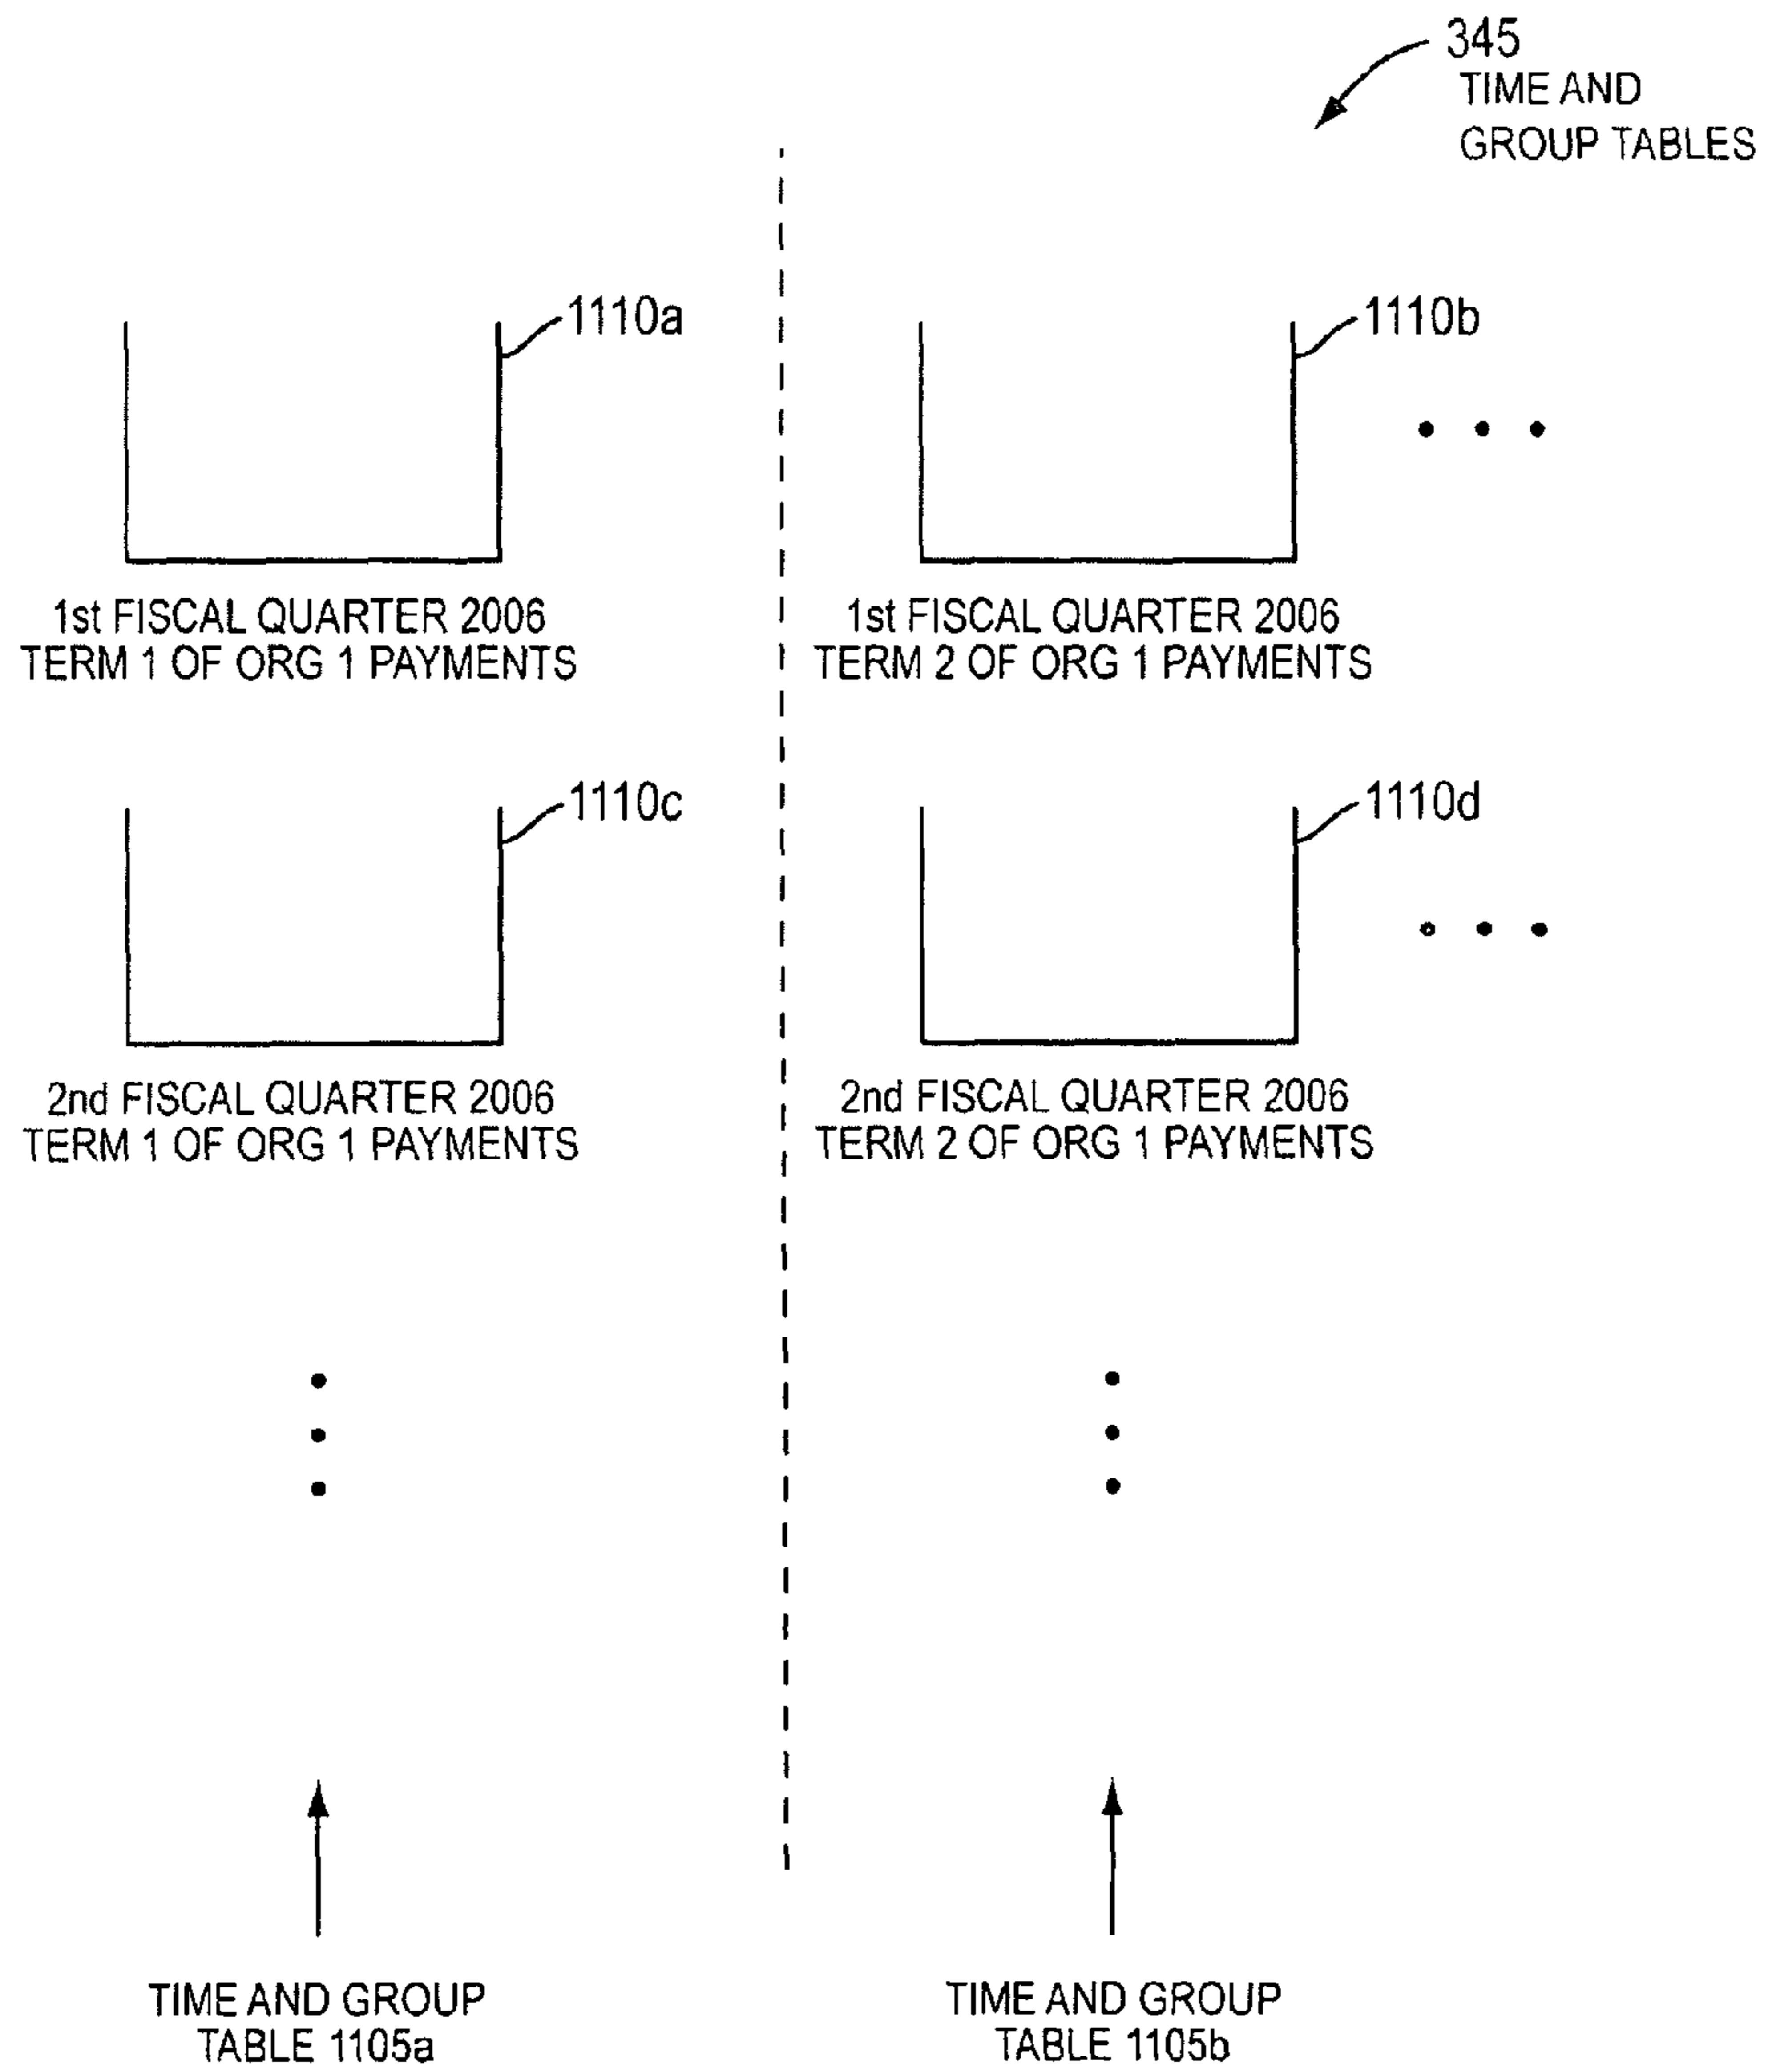 345
TIME AND
GROUP TABLES
1110a
1110b
1st FISCAL QUARTER 2006
TERM 1 OF ORG 1 PAYMENTS
1st FISCAL QUARTER 2006
TERM 2 OF ORG 1 PAYMENTS
1110c
1110d
2nd FISCAL QUARTER 2006
TERM 1 OF ORG 1 PAYMENTS
2nd FISCAL QUARTER 2006
TERM 2 OF ORG 1 PAYMENTS
TIME AND GROUP
TABLE 1105a
TIME AND GROUP
TABLE 1105b